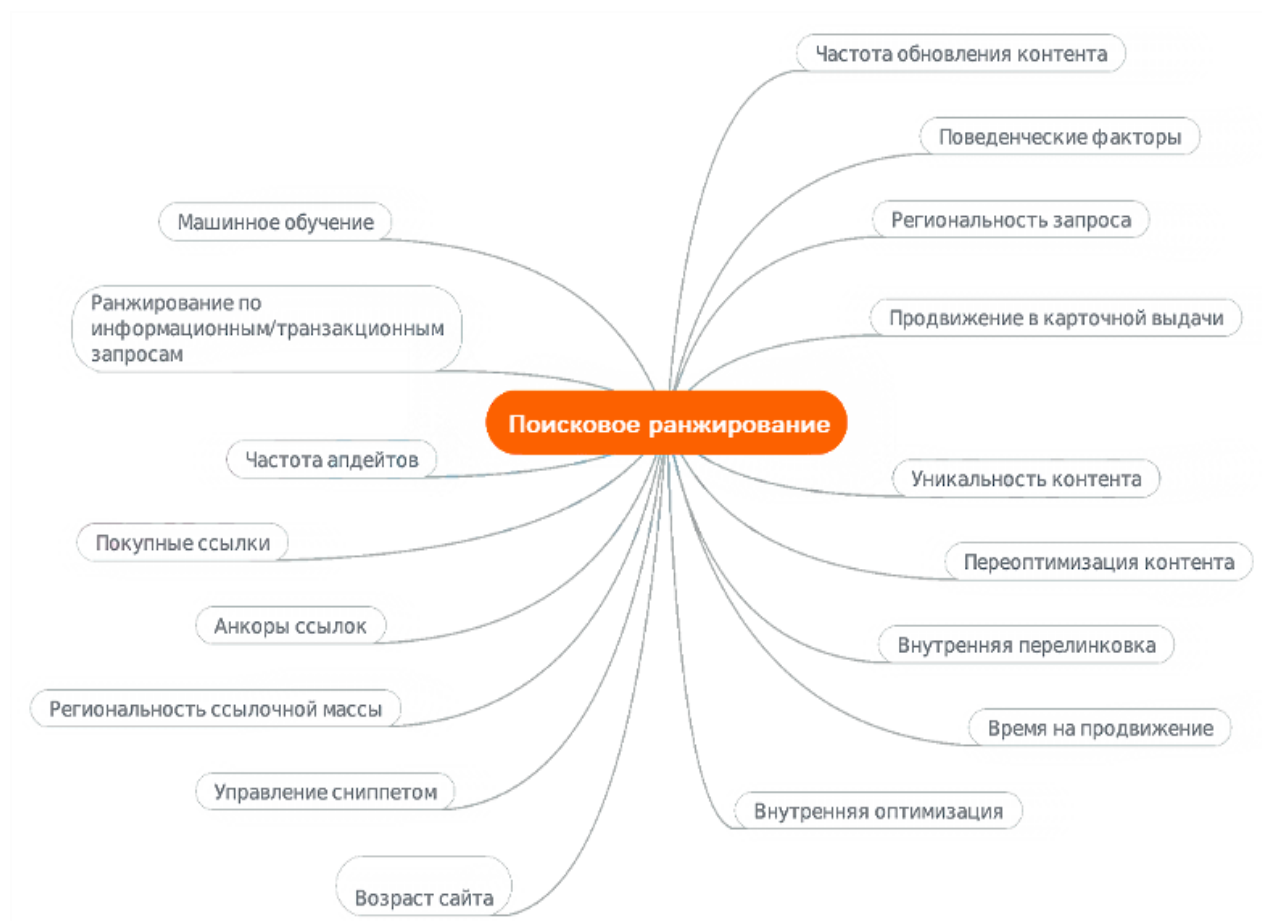 Частота обновления контента
Поведенческие факторы
Региональность запроса
Продвижение в карточной выдачи
Машинное обучение
Ранжирование по
информационным/транзакционным
запросам
Поисковое ранжирование
Частота апдейтов
Покупные ссылки
Анкоры ссылок
Региональность ссылочной массы
Управление сниппетом
Возраст сайта
Уникальность контента
Переоптимизация контента
Внутренняя перелинковка
Время на продвижение
Внутренняя оптимизация